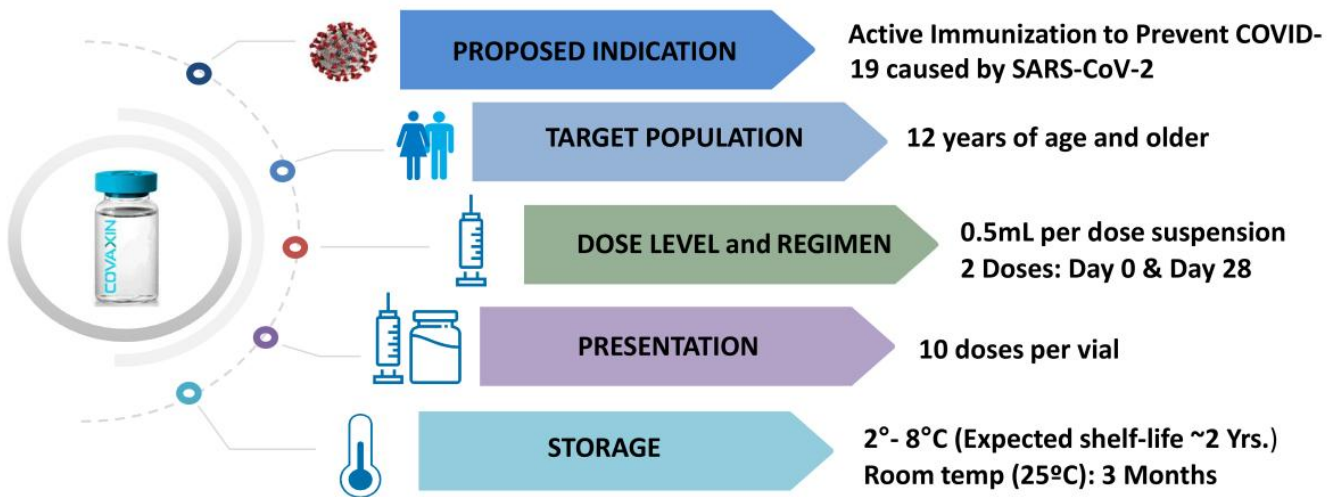 PROPOSED INDICATION
Active Immunization to Prevent COVID-
19 caused by SARS-CoV-2
TARGET POPULATION
12 years of age and older
COVAXIN
DOSE LEVEL and REGIMEN
0.5mL per dose suspension
2 Doses: Day 0 & Day 28
PRESENTATION
10 doses per vial
STORAGE
2°- 8°C (Expected shelf-life ~2 Yrs.)
Room temp (25ºC): 3 Months